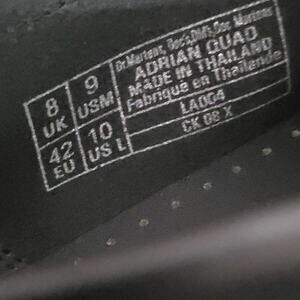 8 UK
9 USM
42 EU
10 US L
Dr.Martens, Doc's,DM's,Doc Martens
ADRIAN QUAD
MADE IN THAILAND
Fabriqué en Thaïlande
LA004
CK 08 X